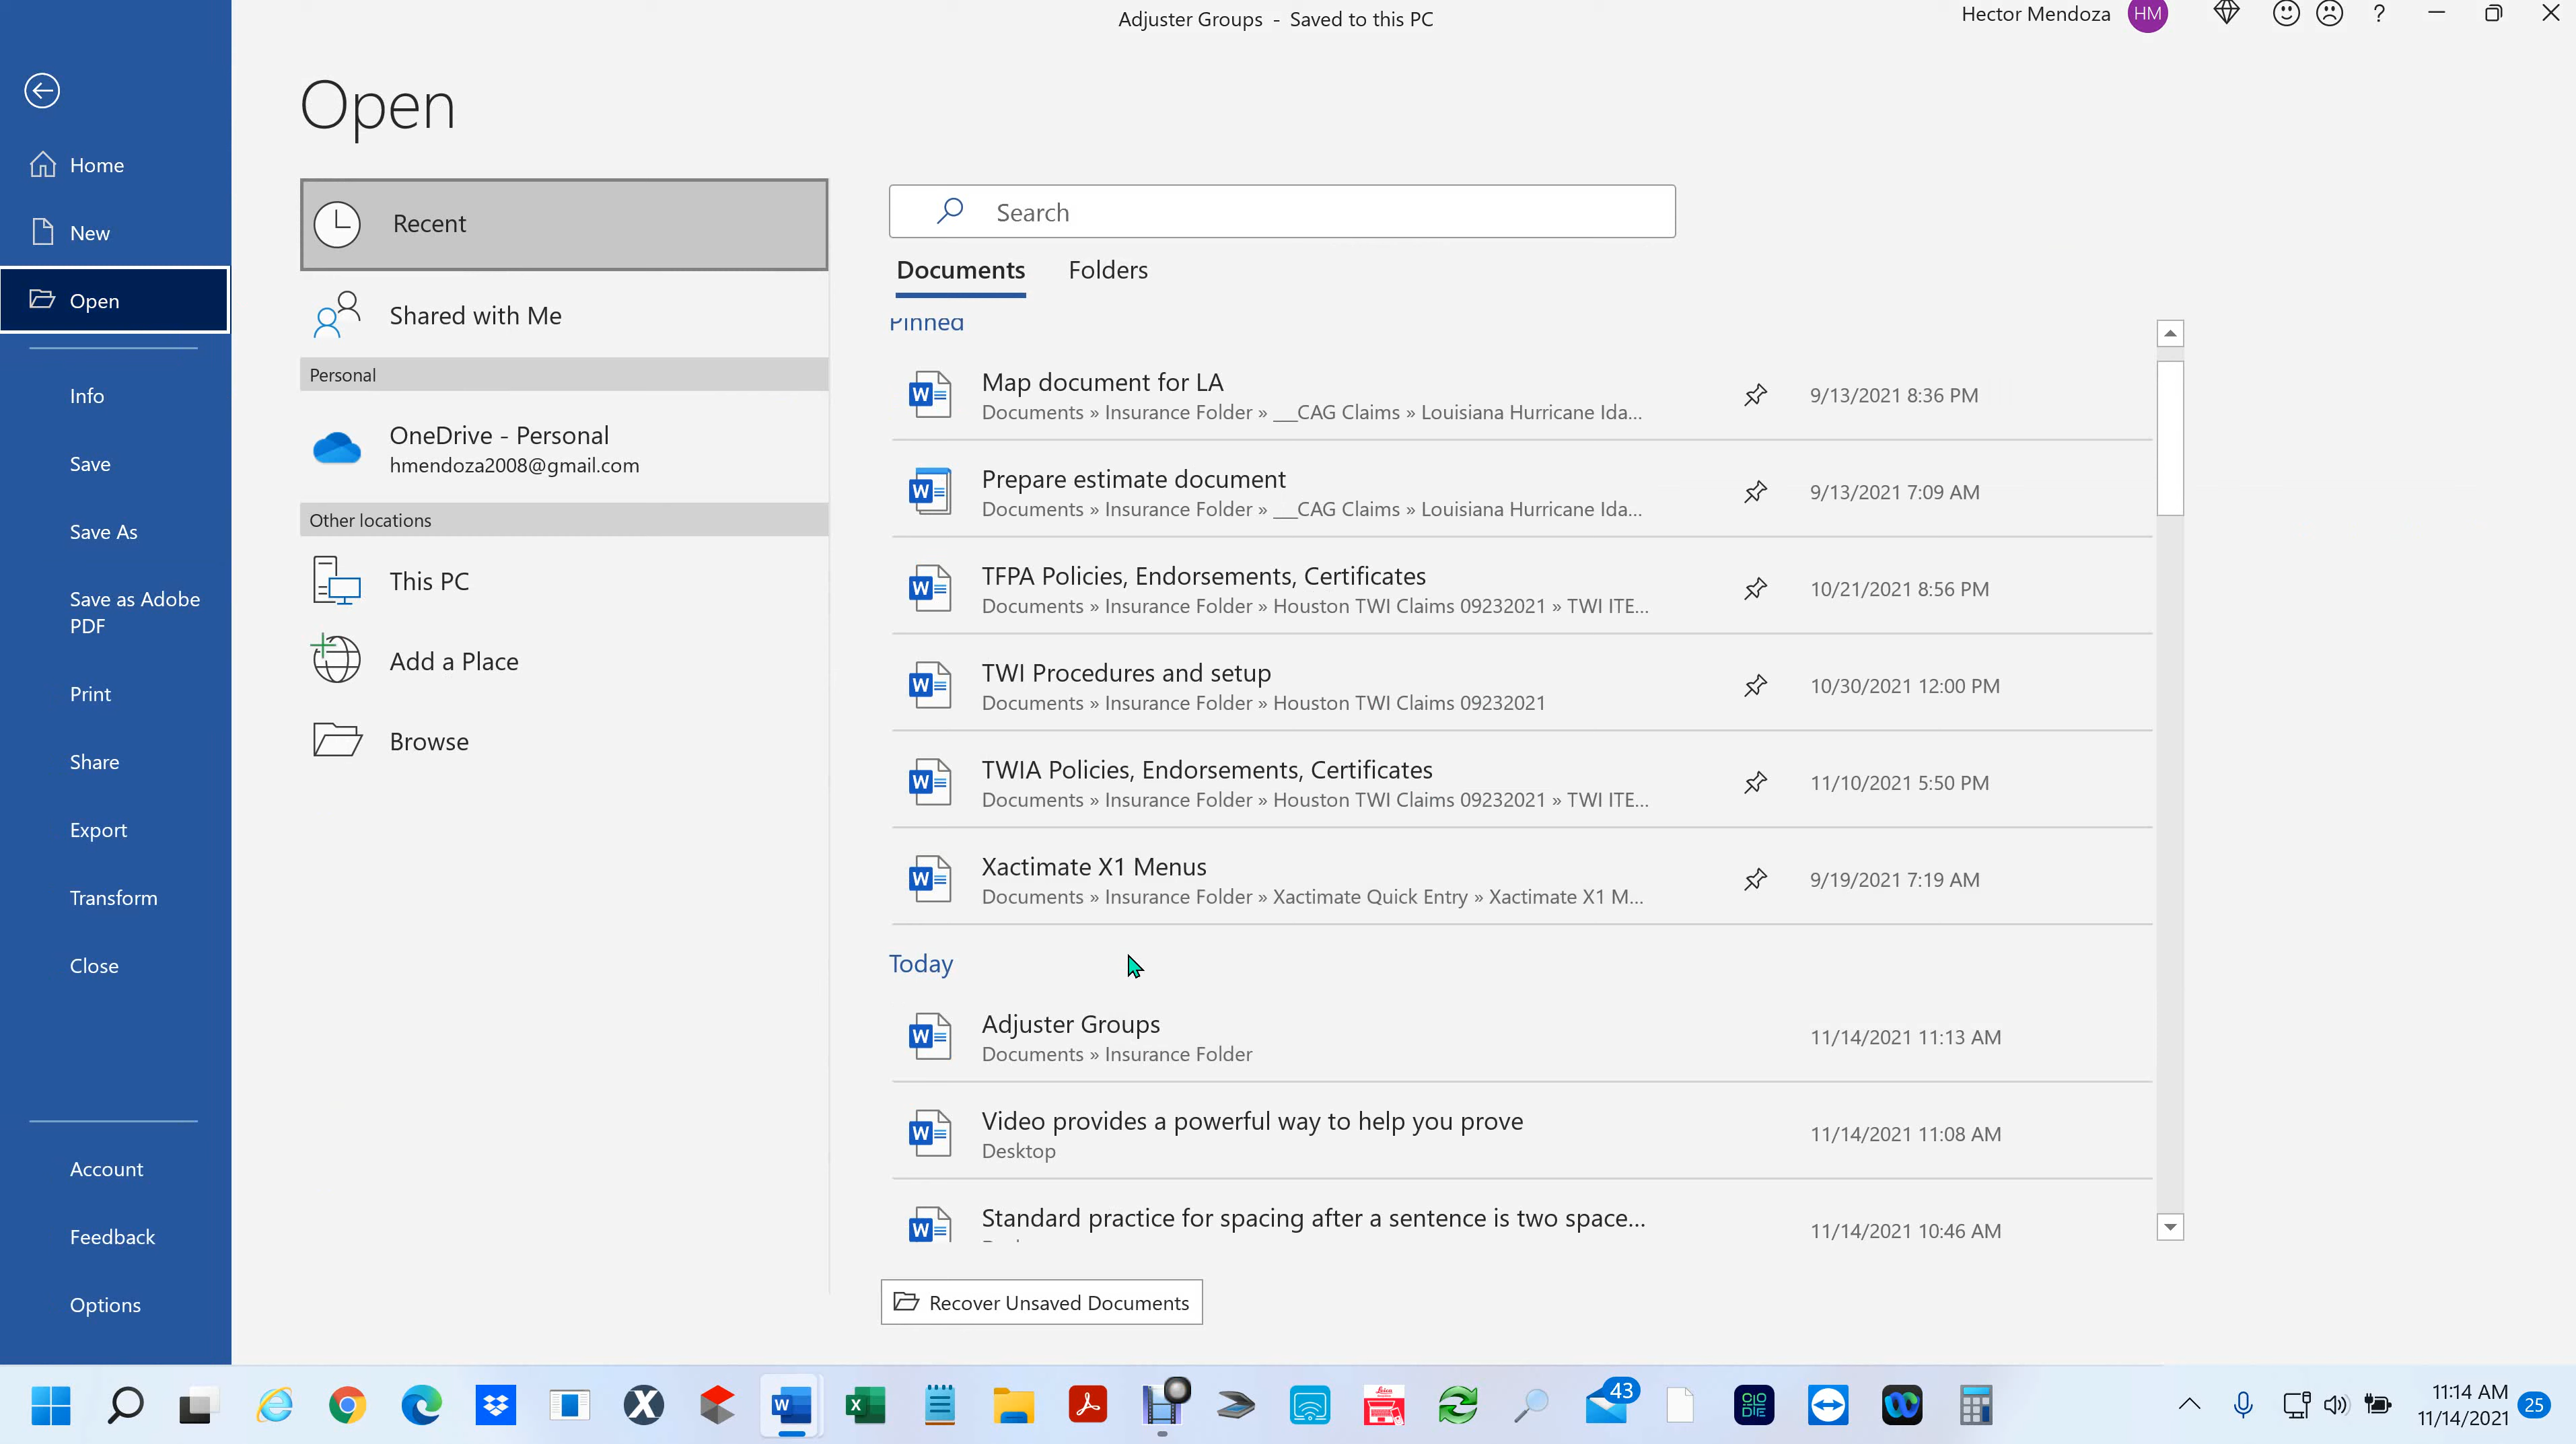 Adjuster Groups - Saved to this PC
Hector Mendoza HM
?
Open
Home
New
Open
Info
Save
Save As
Save as Adobe
PDF
Print
Share
Export
Transform
Close
Account
Feedback
Options
Recent
Shared with Me
Personal
OneDrive - Personal
hmendoza2008@gmail.com
Other locations
This PC
Add a Place
Browse
Search
Documents Folders
Pinned
Map document for LA
Documents » Insurance Folder » __CAG Claims » Louisiana Hurricane Ida...
9/13/2021 8:36 PM
Prepare estimate document
Documents » Insurance Folder » __CAG Claims » Louisiana Hurricane Ida...
9/13/2021 7:09 AM
TFPA Policies, Endorsements, Certificates
Documents » Insurance Folder » Houston TWI Claims 09232021 » TWI ITE...
10/21/2021 8:56 PM
TWI Procedures and setup
Documents » Insurance Folder » Houston TWI Claims 09232021
10/30/2021 12:00 PM
TWIA Policies, Endorsements, Certificates
Documents » Insurance Folder » Houston TWI Claims 09232021 » TWI ITE...
11/10/2021 5:50 PM
Xactimate X1 Menus
Documents » Insurance Folder » Xactimate Quick Entry » Xactimate X1 M...
9/19/2021 7:19 AM
Today
Adjuster Groups
Documents » Insurance Folder
11/14/2021 11:13 AM
Video provides a powerful way to help you prove
Desktop
11/14/2021 11:08 AM
Standard practice for spacing after a sentence is two space...
11/14/2021 10:46 AM
Recover Unsaved Documents
43
11:14 AM
11/14/2021
25